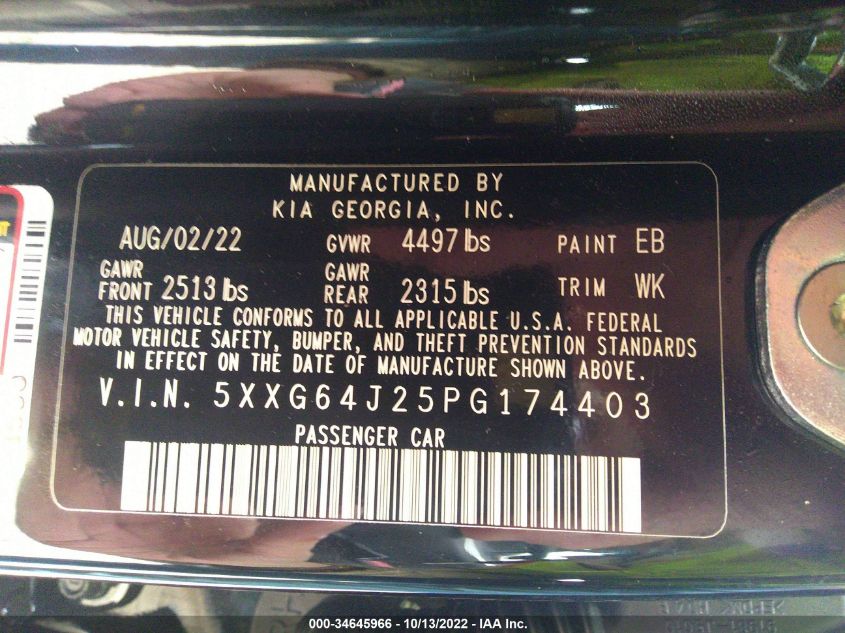 MANUFACTURED BY
KIA GEORGIA, INC.
AUG/02/22 GVWR 4497 lbs PAINT EB
GAWR FRONT 2513 lbs GAWR REAR 2315 lbs TRIM WK
THIS VEHICLE CONFORMS TO ALL APPLICABLE U.S.A. FEDERAL
MOTOR VEHICLE SAFETY, BUMPER, AND THEFT PREVENTION STANDARDS
IN EFFECT ON THE DATE OF MANUFACTURE SHOWN ABOVE.
V.I.N. 5XXG64J25PG174403
PASSENGER CAR
000-34645966 - 10/13/2022 - IAA Inc.